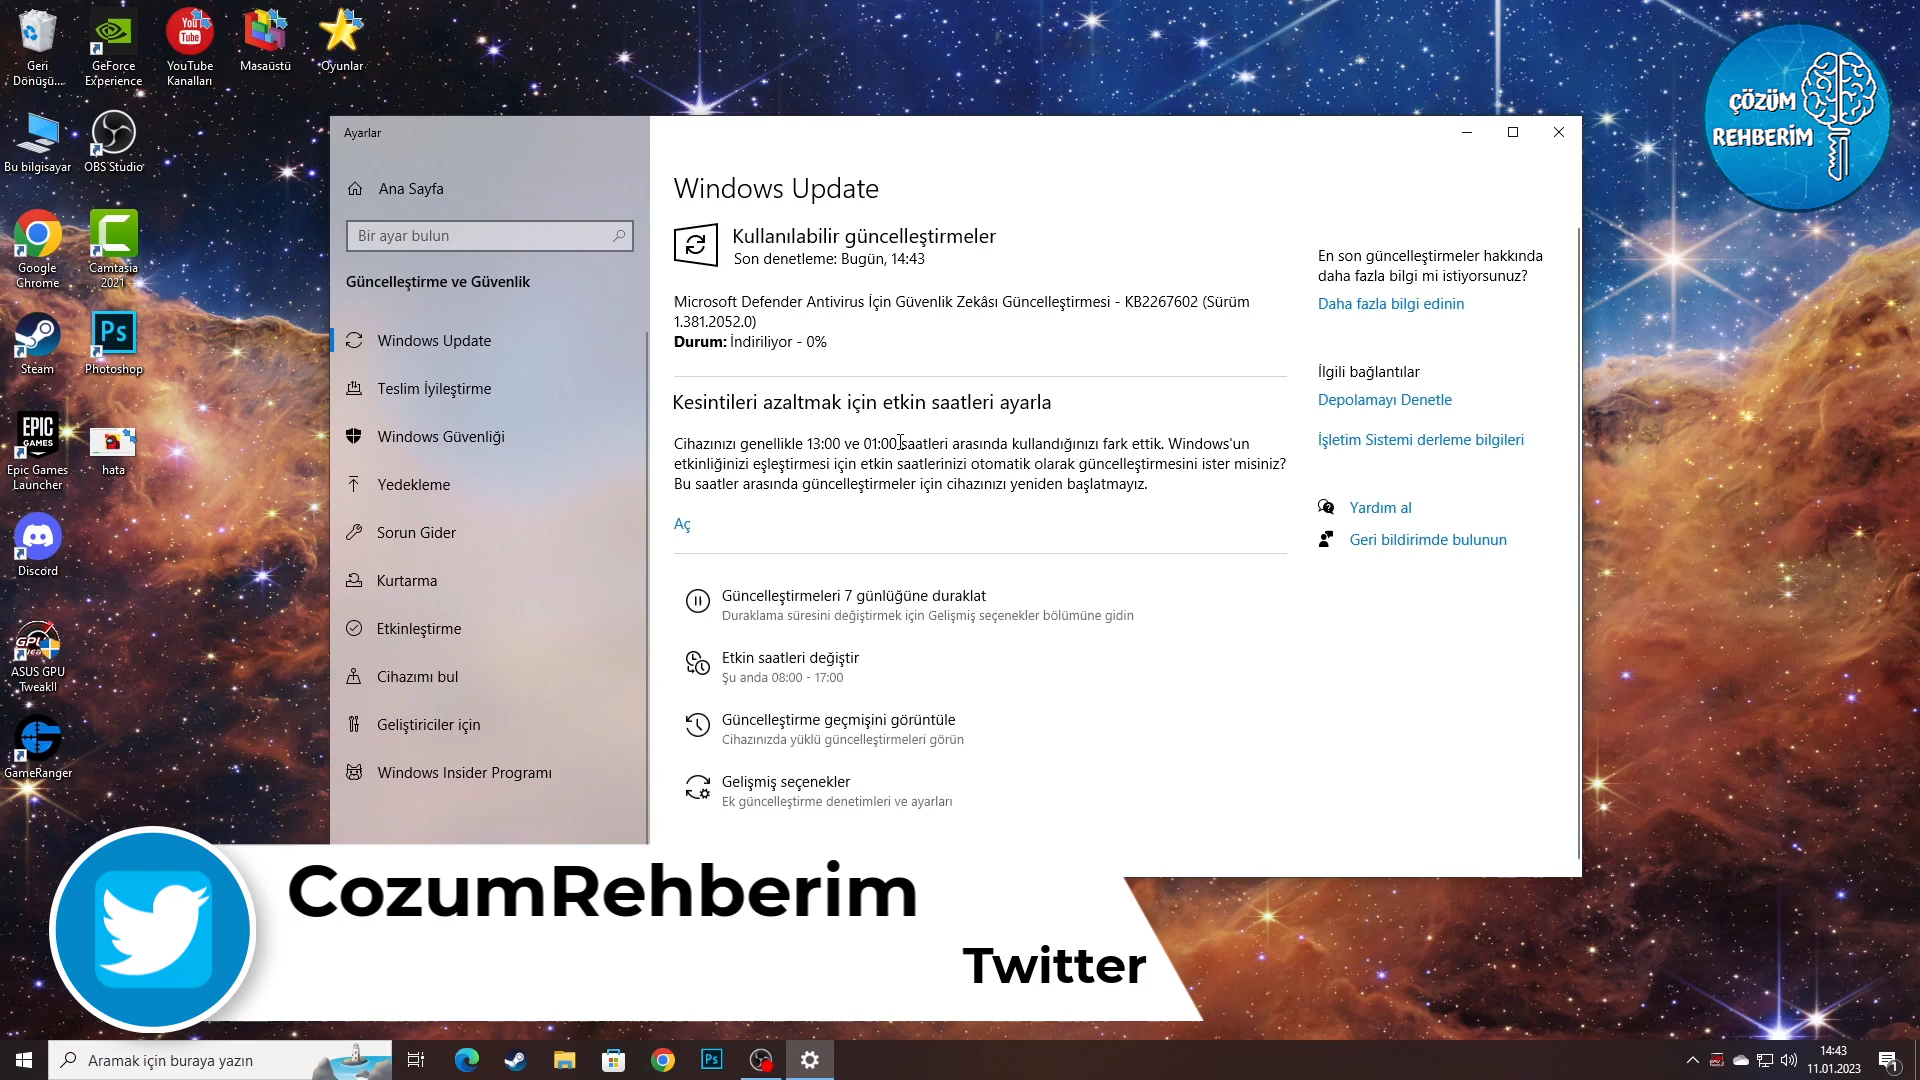 Geri
Dönüşü....
GeForce
Experience
YouTube
Kanalları
Masaüstü
Oyunlar
Bu bilgisayar
OBS Studio
Google
Chrome
Camtasia
2021
Steam
Photoshop
Epic Games
Launcher
hata
Discord
ASUS GPU
TweakII
GameRanger
ÇÖZÜM
REHBERİM
Ayarlar
Ana Sayfa
Bir ayar bulun
Güncelleştirme ve Güvenlik
Windows Update
Teslim İyileştirme
Windows Güvenliği
Yedekleme
Sorun Gider
Kurtarma
Etkinleştirme
Cihazımı bul
Geliştiriciler için
Windows Insider Programı
Windows Update
Kullanılabilir güncelleştirmeler
Son denetleme: Bugün, 14:43
Microsoft Defender Antivirus İçin Güvenlik Zekâsı Güncelleştirmesi - KB2267602 (Sürüm
1.381.2052.0)
Durum: İndiriliyor - 0%
Kesintileri azaltmak için etkin saatleri ayarla
Cihazınızı genellikle 13:00 ve 01:00 saatleri arasında kullandığınızı fark ettik. Windows'un
etkinliğinizi eşleştirmesi için etkin saatlerinizi otomatik olarak güncelleştirmesini ister misiniz?
Bu saatler arasında güncelleştirmeler için cihazınızı yeniden başlatmayız.
Aç
Güncelleştirmeleri 7 günlüğüne duraklat
Duraklama süresini değiştirmek için Gelişmiş seçenekler bölümüne gidin
Etkin saatleri değiştir
Şu anda 08:00 - 17:00
Güncelleştirme geçmişini görüntüle
Cihazınızda yüklü güncelleştirmeleri görün
Gelişmiş seçenekler
Ek güncelleştirme denetimleri ve ayarları
En son güncelleştirmeler hakkında
daha fazla bilgi mi istiyorsunuz?
Daha fazla bilgi edinin
İlgili bağlantılar
Depolamayı Denetle
İşletim Sistemi derleme bilgileri
Yardım al
Geri bildirimde bulunun
CozumRehberim
Twitter
Aramak için buraya yazın
Ps
14:43
11.01.2023
1
You
Tube
Ps
EPIC
GAMES